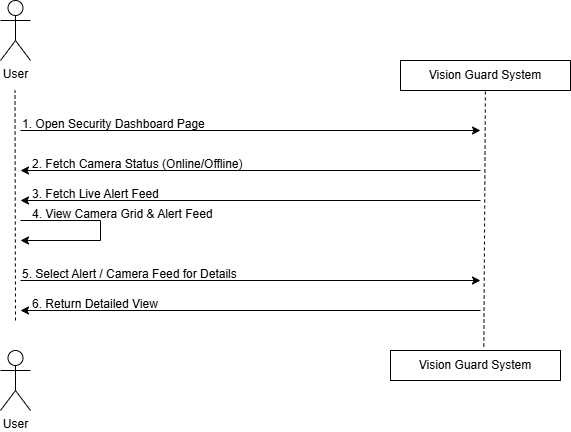 User
Vision Guard System
1. Open Security Dashboard Page
2. Fetch Camera Status (Online/Offline)
3. Fetch Live Alert Feed
4. View Camera Grid & Alert Feed
5. Select Alert / Camera Feed for Details
6. Return Detailed View
Vision Guard System
User